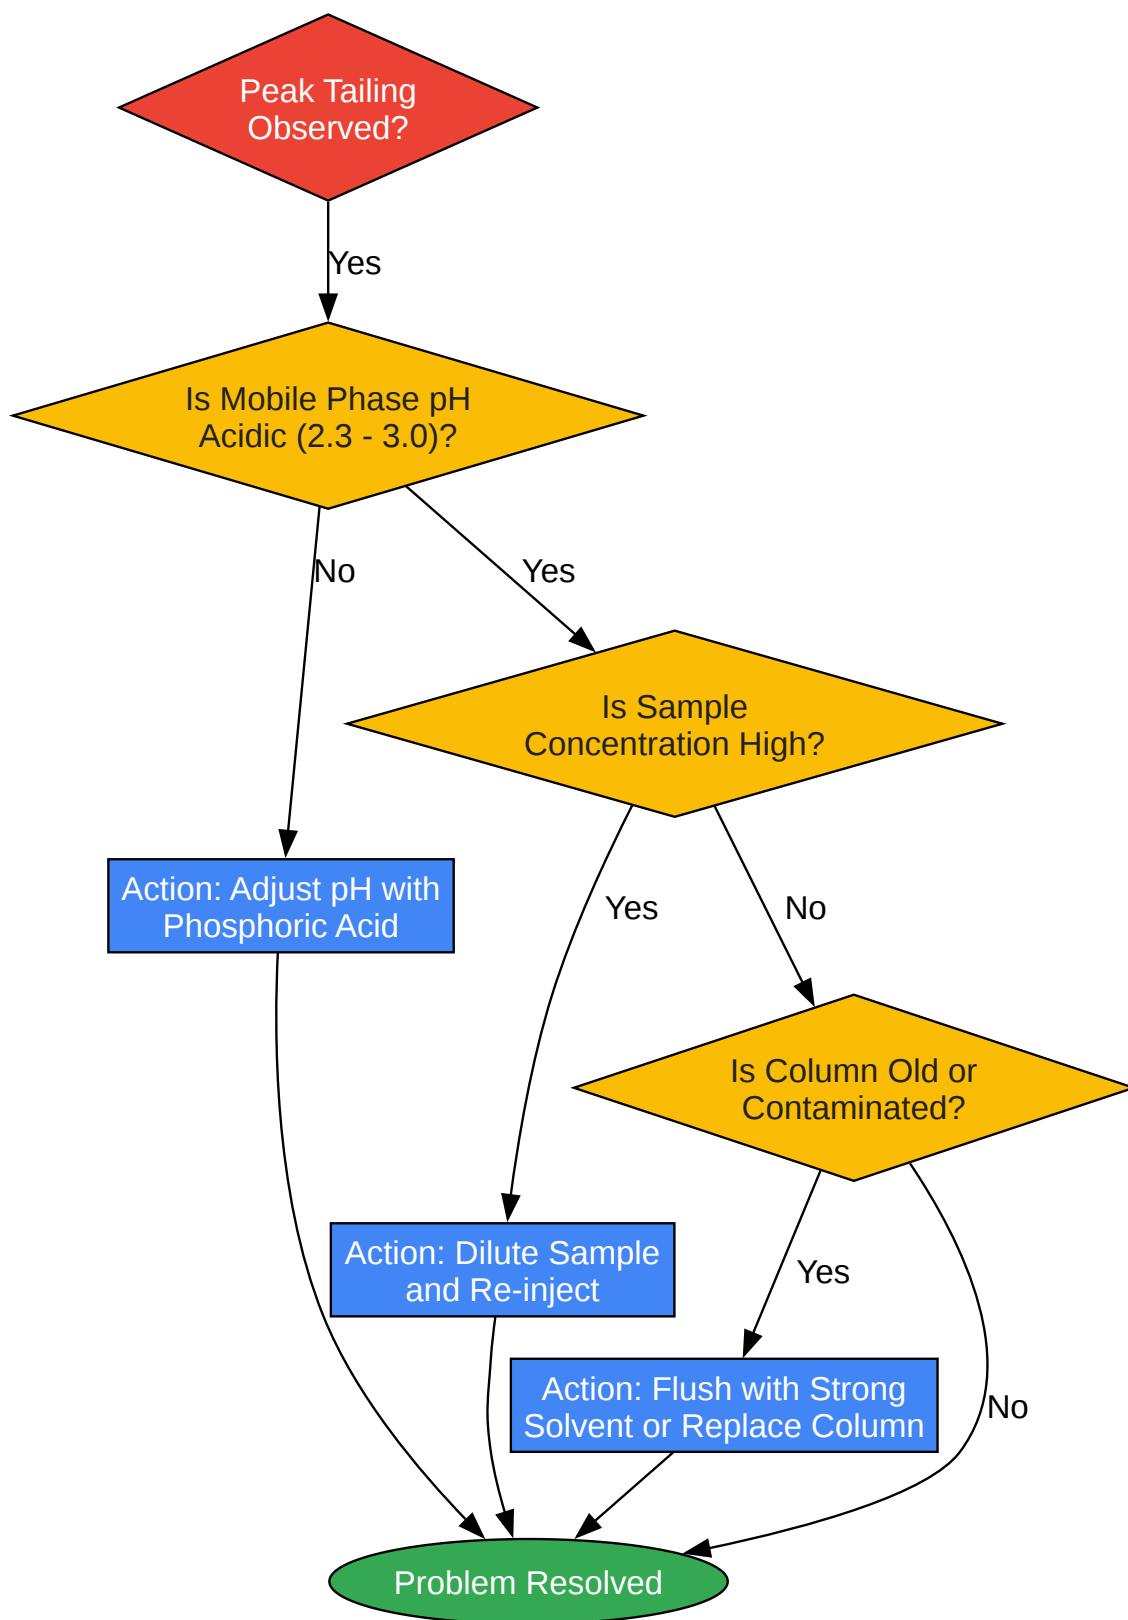 Peak Tailing
Observed?
Yes
Is Mobile Phase pH
Acidic (2.3 - 3.0)?
No
Yes
Is Sample
Concentration High?
Action: Adjust pH with
Phosphoric Acid
Yes
No
Is Column Old or
Contaminated?
Action: Dilute Sample
and Re-inject
Yes
Action: Flush with Strong
Solvent or Replace Column
No
Problem Resolved